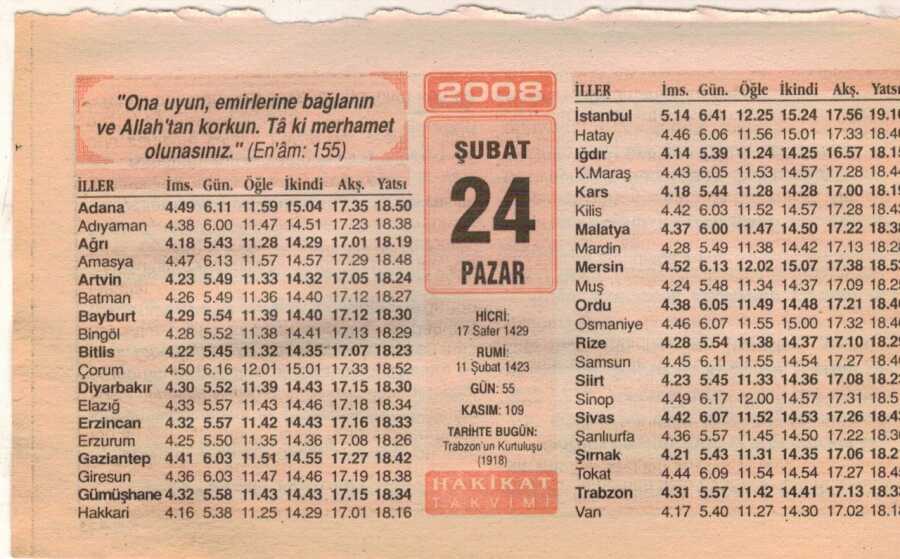 "Ona uyun, emirlerine bağlanın
ve Allah'tan korkun. Tâ ki merhamet
olunasınız." (En'âm: 155)
İLLER İms. Gün. Öğle İkindi Akş. Yatsı
Adana 4.49 6.11 11.59 15.04 17.35 18.50
Adıyaman 4.38 6.00 11.47 14.51 17.23 18.38
Ağrı 4.18 5.43 11.28 14.29 17.01 18.19
Amasya 4.47 6.13 11.57 14.57 17.29 18.48
Artvin 4.23 5.49 11.33 14.32 17.05 18.24
Batman 4.26 5.49 11.36 14.40 17.12 18.27
Bayburt 4.29 5.54 11.39 14.40 17.12 18.30
Bingöl 4.28 5.52 11.38 14.41 17.13 18.29
Bitlis 4.22 5.45 11.32 14.35 17.07 18.23
Çorum 4.50 6.16 12.01 15.01 17.33 18.52
Diyarbakır 4.30 5.52 11.39 14.43 17.15 18.30
Elazığ 4.33 5.57 11.43 14.46 17.18 18.34
Erzincan 4.32 5.57 11.42 14.43 17.16 18.33
Erzurum 4.25 5.50 11.35 14.36 17.08 18.26
Gaziantep 4.41 6.03 11.51 14.55 17.27 18.42
Giresun 4.36 6.03 11.47 14.46 17.19 18.38
Gümüşhane 4.32 5.58 11.43 14.43 17.15 18.34
Hakkari 4.16 5.38 11.25 14.29 17.01 18.16
2008
ŞUBAT
24
PAZAR
HİCRÎ:
17 Safer 1429
RUMÎ:
11 Şubat 1423
GÜN: 55
KASIM: 109
TARİHTE BUGÜN:
Trabzon'un Kurtuluşu
(1918)
HAKİKAT
TAKVİMİ
İLLER İms. Gün. Öğle İkindi Akş. Yatsı
İstanbul 5.14 6.41 12.25 15.24 17.56
Hatay 4.46 6.06 11.56 15.01 17.33
Iğdır 4.14 5.39 11.24 14.25 16.57
K.Maraş 4.43 6.05 11.53 14.57 17.28
Kars 4.18 5.44 11.28 14.28 17.00
Kilis 4.42 6.03 11.52 14.57 17.28
Malatya 4.37 6.00 11.47 14.50 17.22
Mardin 4.28 5.49 11.38 14.42 17.13
Mersin 4.52 6.13 12.02 15.07 17.38
Muş 4.24 5.48 11.34 14.37 17.09
Ordu 4.38 6.05 11.49 14.48 17.21
Osmaniye 4.46 6.07 11.55 15.00 17.32
Rize 4.28 5.54 11.38 14.37 17.10
Samsun 4.45 6.11 11.55 14.54 17.27
Siirt 4.23 5.45 11.33 14.36 17.08
Sinop 4.49 6.17 12.00 14.57 17.31
Sivas 4.42 6.07 11.52 14.53 17.26
Şanlıurfa 4.36 5.57 11.45 14.50 17.22
Şırnak 4.21 5.43 11.31 14.35 17.06
Tokat 4.44 6.09 11.54 14.54 17.27
Trabzon 4.31 5.57 11.42 14.41 17.13
Van 4.17 5.40 11.27 14.30 17.02